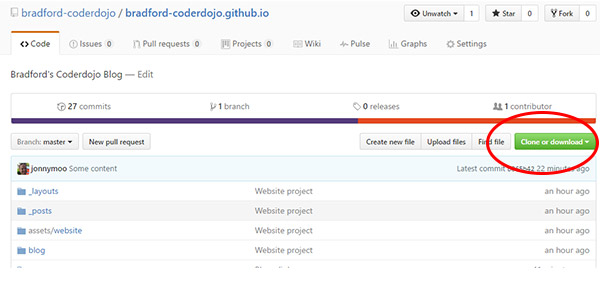 bradford-coderdojo / bradford-coderdojo.github.io Unwatch 1 Star 0 Fork 0
Code Issues 0 Pull requests 0 Projects 0 Wiki Pulse Graphs Settings
Bradford's Coderdojo Blog — Edit
27 commits 1 branch 0 releases 1 contributor
Branch: master New pull request Create new file Upload files Find file Clone or download
jonnymoo Some content Latest commit 22 minutes ago
_layouts Website project an hour ago
_posts Website project an hour ago
assets/website Website project an hour ago
blog Website project an hour ago